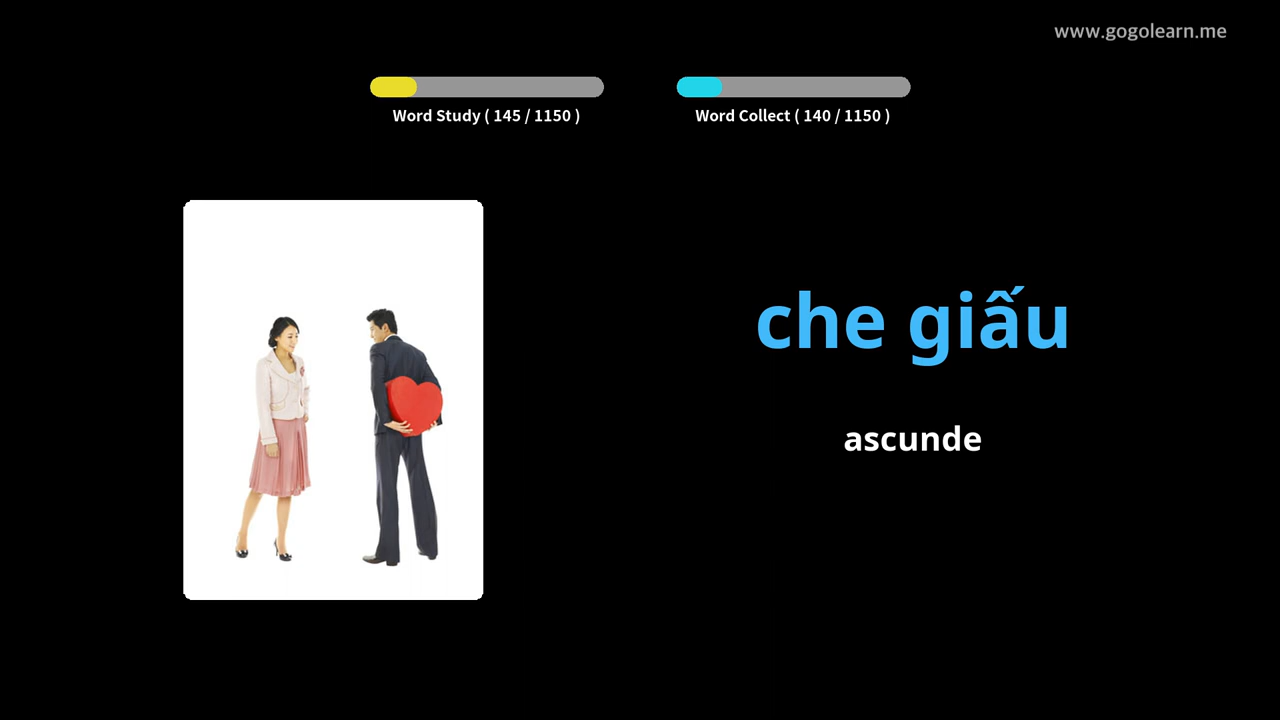 www.gogolearn.me
Word Study ( 145 / 1150 )
Word Collect ( 140 / 1150 )
che giấu
ascunde